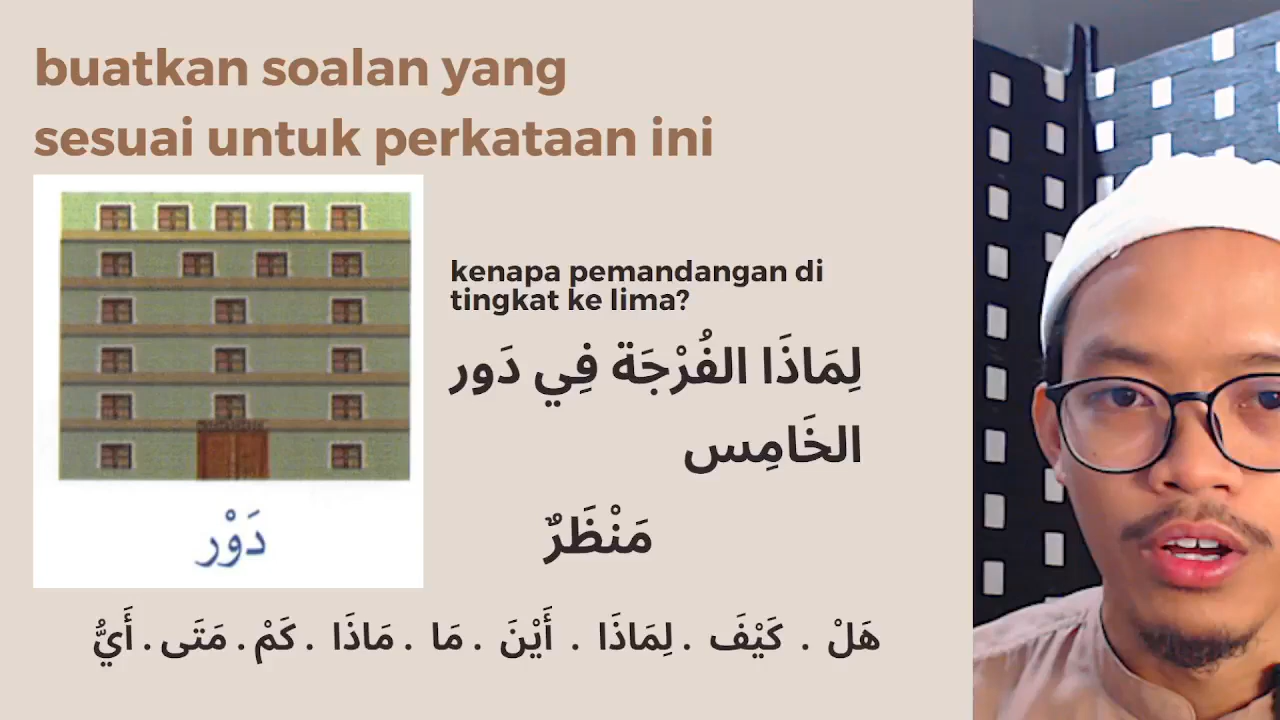 buatkan soalan yang
sesuai untuk perkataan ini
kenapa pemandangan di
tingkat ke lima?
لِمَاذَا الفُرْجَة فِي دَور
الخَامِس
مَنْظَرٌ
دَوْر
هَلْ . كَيْفَ . لِمَاذَا . أَيْنَ . مَا . مَاذَا . كَمْ . مَتَى . أَيُّ